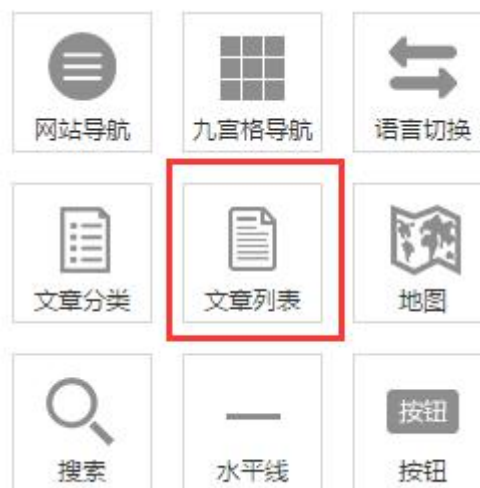 网站导航
九宫格导航
语言切换
文章分类
文章列表
地图
按钮
搜索
水平线
按钮